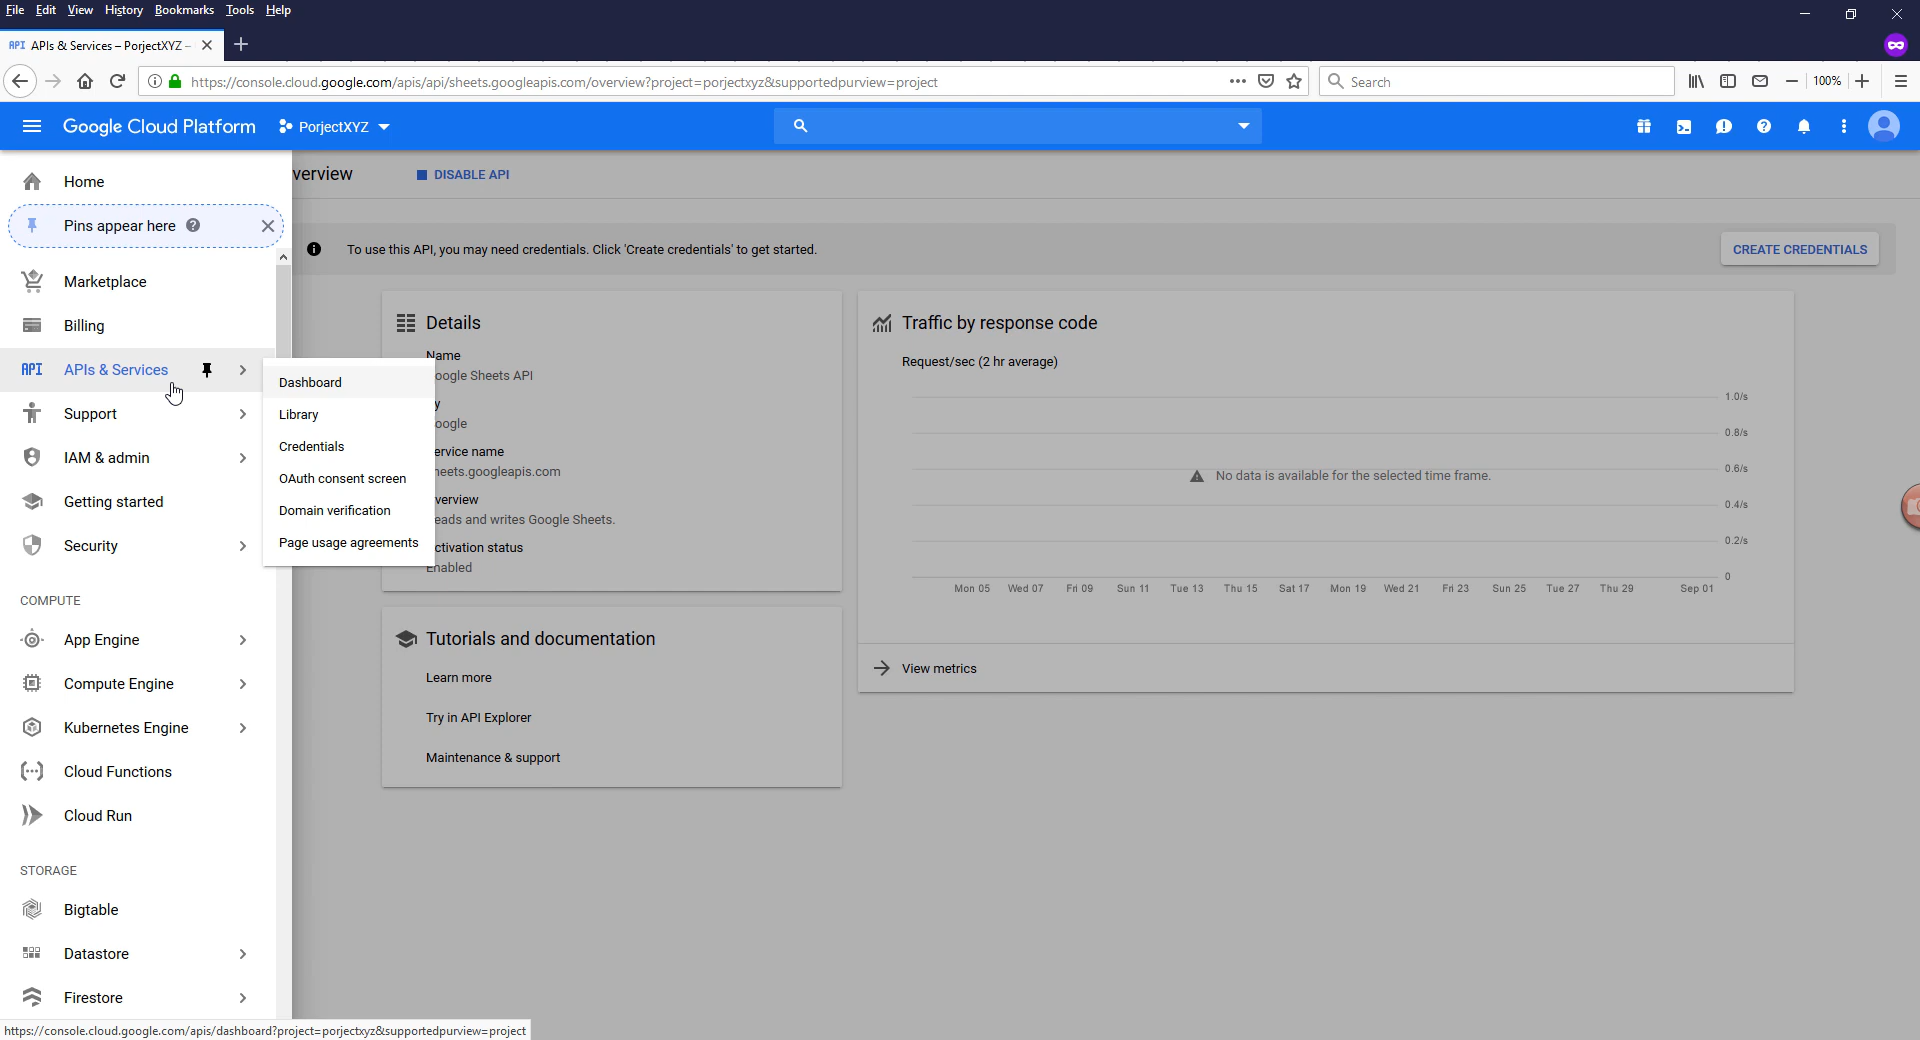 File Edit View History Bookmarks Tools Help
API APIs & Services – PorjectXYZ –
https://console.cloud.google.com/apis/api/sheets.googleapis.com/overview?project=porjectxyz&supportedpurview=project
Search
100%
Google Cloud Platform
PorjectXYZ
verview
DISABLE API
Home
Pins appear here
To use this API, you may need credentials. Click 'Create credentials' to get started.
CREATE CREDENTIALS
Marketplace
Billing
API APIs & Services
Support
IAM & admin
Getting started
Security
COMPUTE
App Engine
Compute Engine
Kubernetes Engine
Cloud Functions
Cloud Run
STORAGE
Bigtable
Datastore
Firestore
Dashboard
Library
Credentials
OAuth consent screen
Domain verification
Page usage agreements
Details
Name
oogle Sheets API
y
oogle
ervice name
heets.googleapis.com
verview
eads and writes Google Sheets.
ctivation status
Enabled
Tutorials and documentation
Learn more
Try in API Explorer
Maintenance & support
Traffic by response code
Request/sec (2 hr average)
1.0/s
0.8/s
0.6/s
No data is available for the selected time frame.
0.4/s
0.2/s
0
Mon 05 Wed 07 Fri 09 Sun 11 Tue 13 Thu 15 Sat 17 Mon 19 Wed 21 Fri 23 Sun 25 Tue 27 Thu 29 Sep 01
View metrics
https://console.cloud.google.com/apis/dashboard?project=porjectxyz&supportedpurview=project